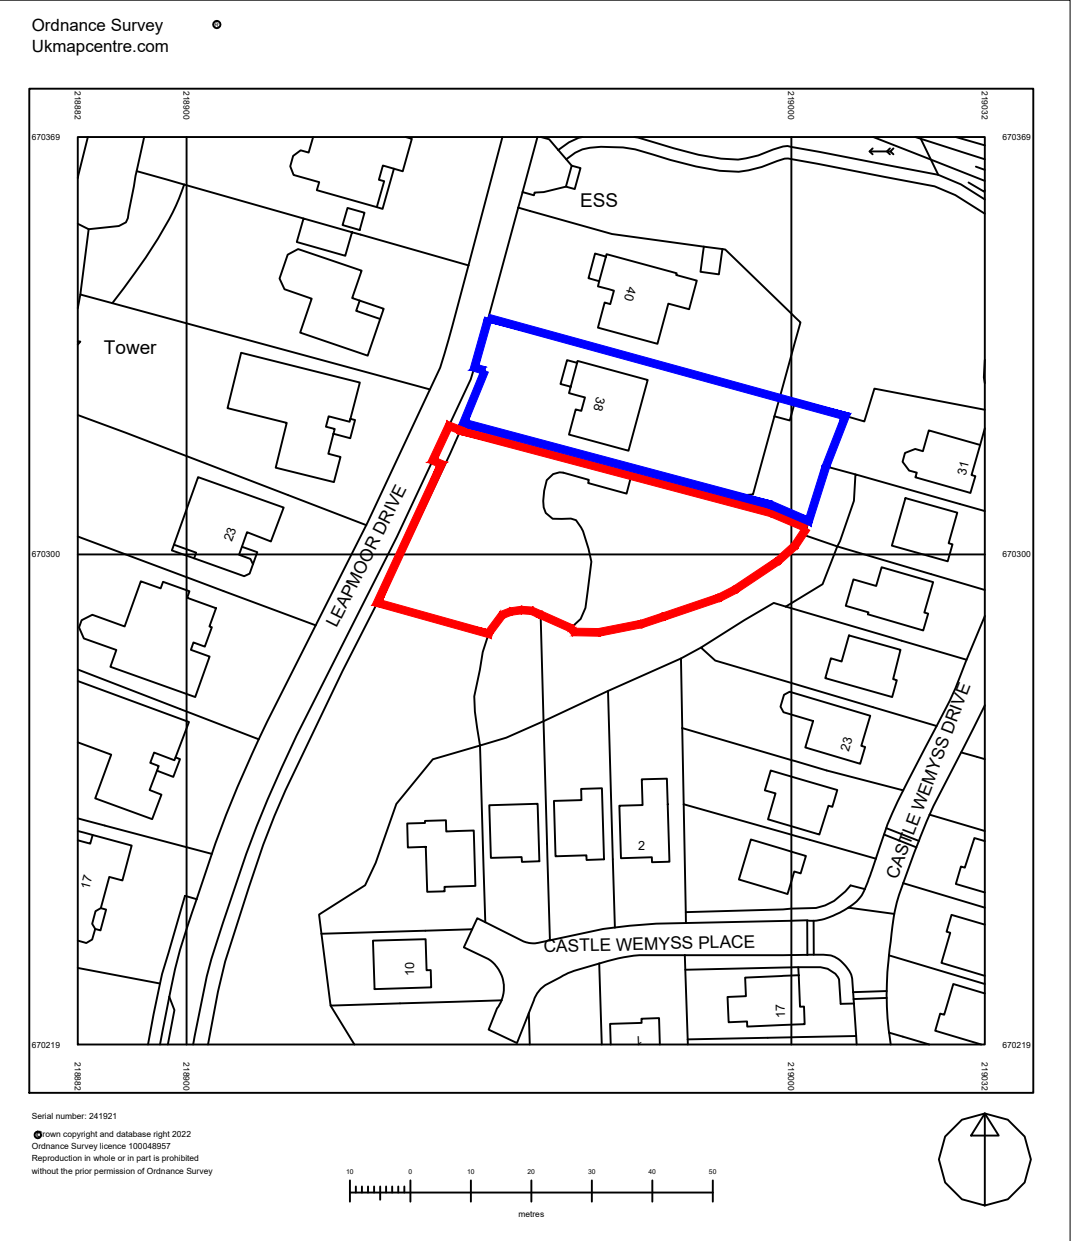 Ordnance Survey
Ukmapcentre.com
218882
218900
219000
219032
670369
670369
ESS
40
Tower
38
31
23
LEAPMOOR DRIVE
670300
670300
23
CASTLE WEMYSS DRIVE
2
17
CASTLE WEMYSS PLACE
10
17
670219
670219
218882
218900
219000
219032
Serial number: 241921
©Crown copyright and database right 2022
Ordnance Survey licence 100048957
Reproduction in whole or in part is prohibited
without the prior permission of Ordnance Survey
10 0 10 20 30 40 50
metres